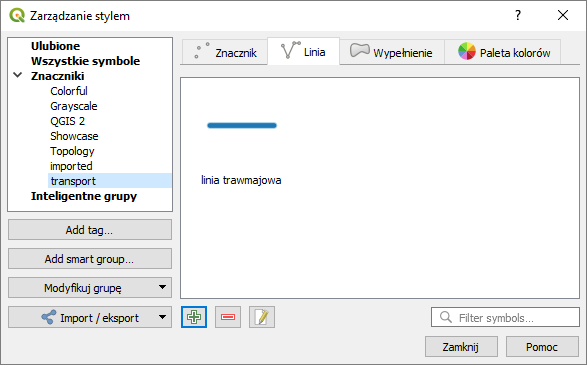 Zarządzanie stylem
Ulubione
Wszystkie symbole
Znaczniki
Colorful
Grayscale
QGIS 2
Showcase
Topology
imported
transport
Inteligentne grupy
Add tag...
Add smart group...
Modyfikuj grupę
Import / eksport
Znacznik
Linia
Wypełnienie
Paleta kolorów
linia trawmajowa
Filter symbols...
Zamknij
Pomoc